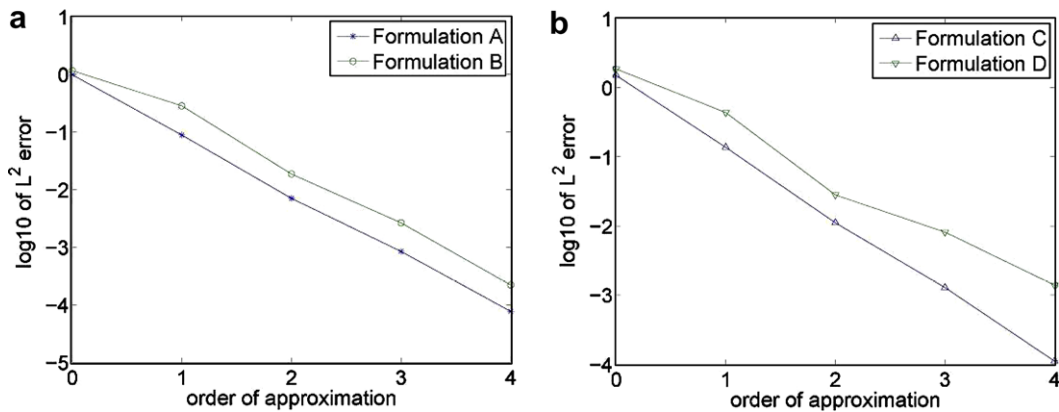 a
1
0
−1
−2
−3
−4
−5
log10 of L² error
0 1 2 3 4
order of approximation
Formulation A
Formulation B
b
1
0
−1
−2
−3
−4
log10 of L² error
0 1 2 3 4
order of approximation
Formulation C
Formulation D